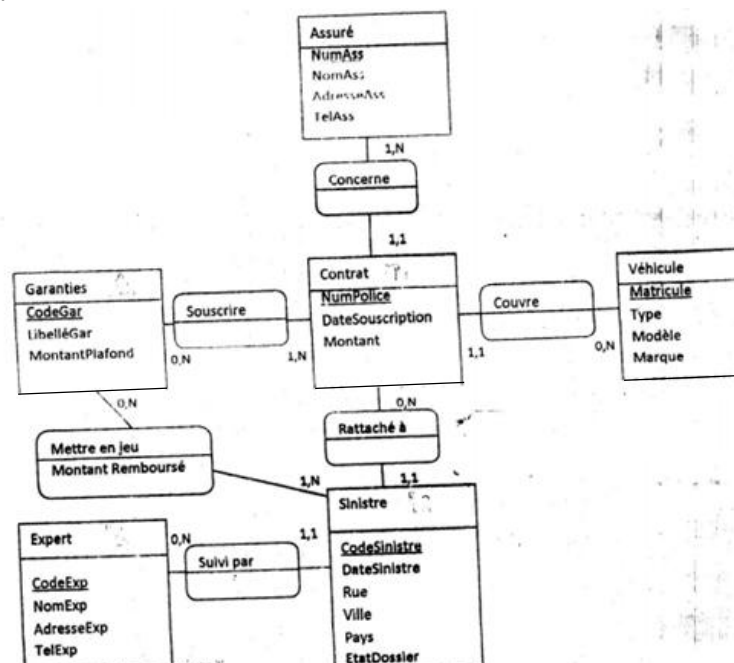 Assuré
NumAss
NomAss
AdresseAss
TelAss
1,N
Concerne
1,1
Garanties
CodeGar
LibelléGar
MontantPlafond
0,N
Souscrire
1,N
Contrat
NumPolice
DateSouscription
Montant
1,1
Couvre
0,N
Véhicule
Matricule
Type
Modèle
Marque
0,N
Mettre en jeu
Montant Remboursé
1,N
0,N
Rattaché à
1,1
Sinistre
CodeSinistre
DateSinistre
Rue
Ville
Pays
EtatDossier
Expert
CodeExp
NomExp
AdresseExp
TelExp
0,N
Suivi par
1,1